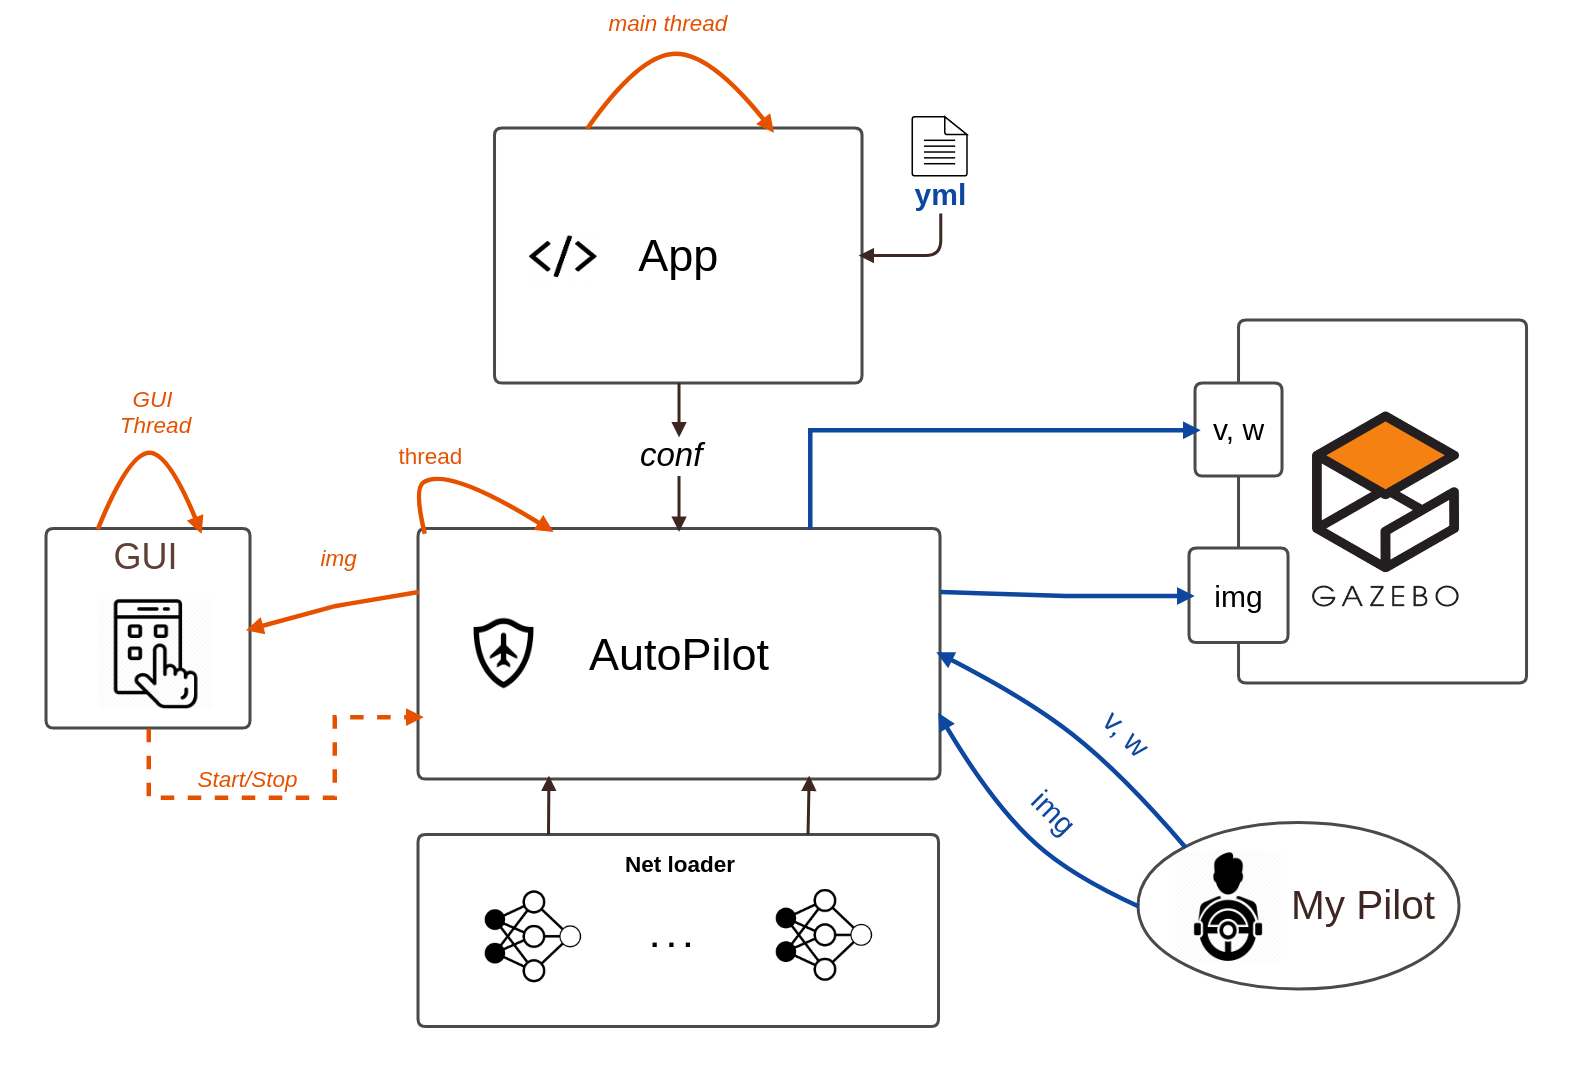 main thread
yml
</> App
GUI
Thread
thread
conf
v, w
GUI
img
AutoPilot
img
GAZEBO
Start/Stop
v, w
img
Net loader
...
My Pilot